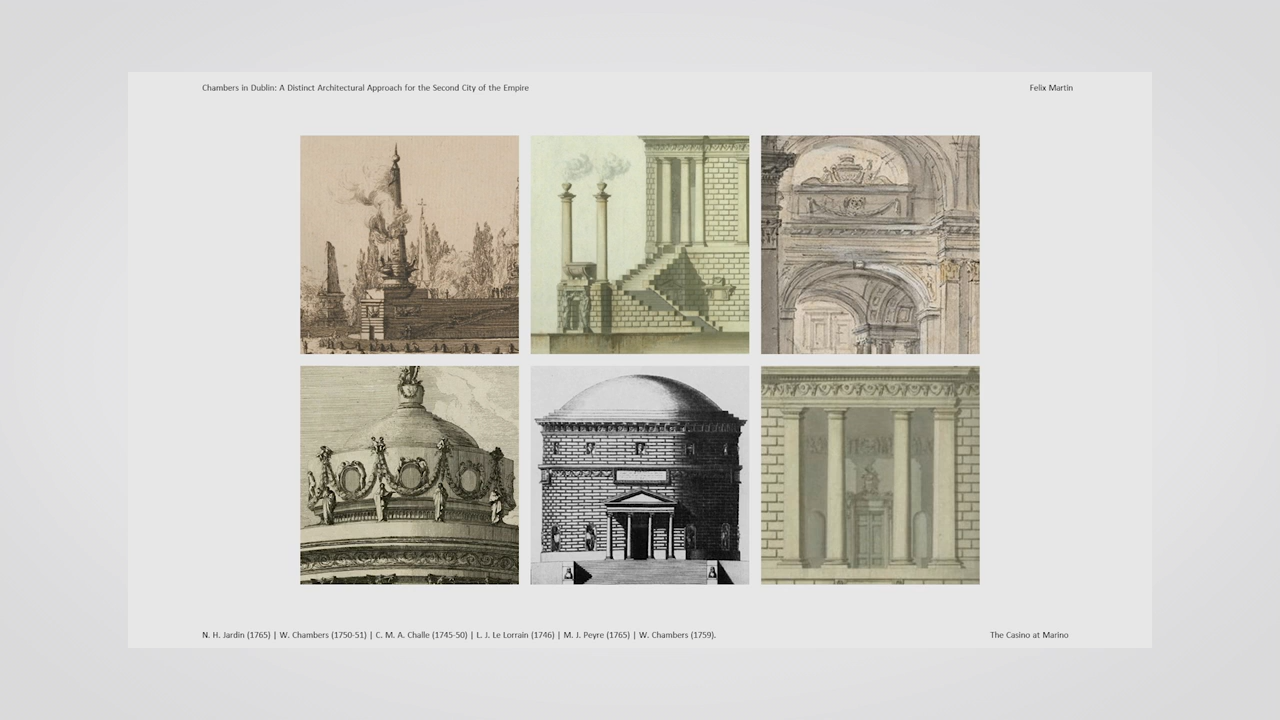 Chambers in Dublin: A Distinct Architectural Approach for the Second City of the Empire
Felix Martin
N. H. Jardin (1765) | W. Chambers (1750-51) | C. M. A. Challe (1745-50) | L. J. Le Lorrain (1746) | M. J. Peyre (1765) | W. Chambers (1759).
The Casino at Marino